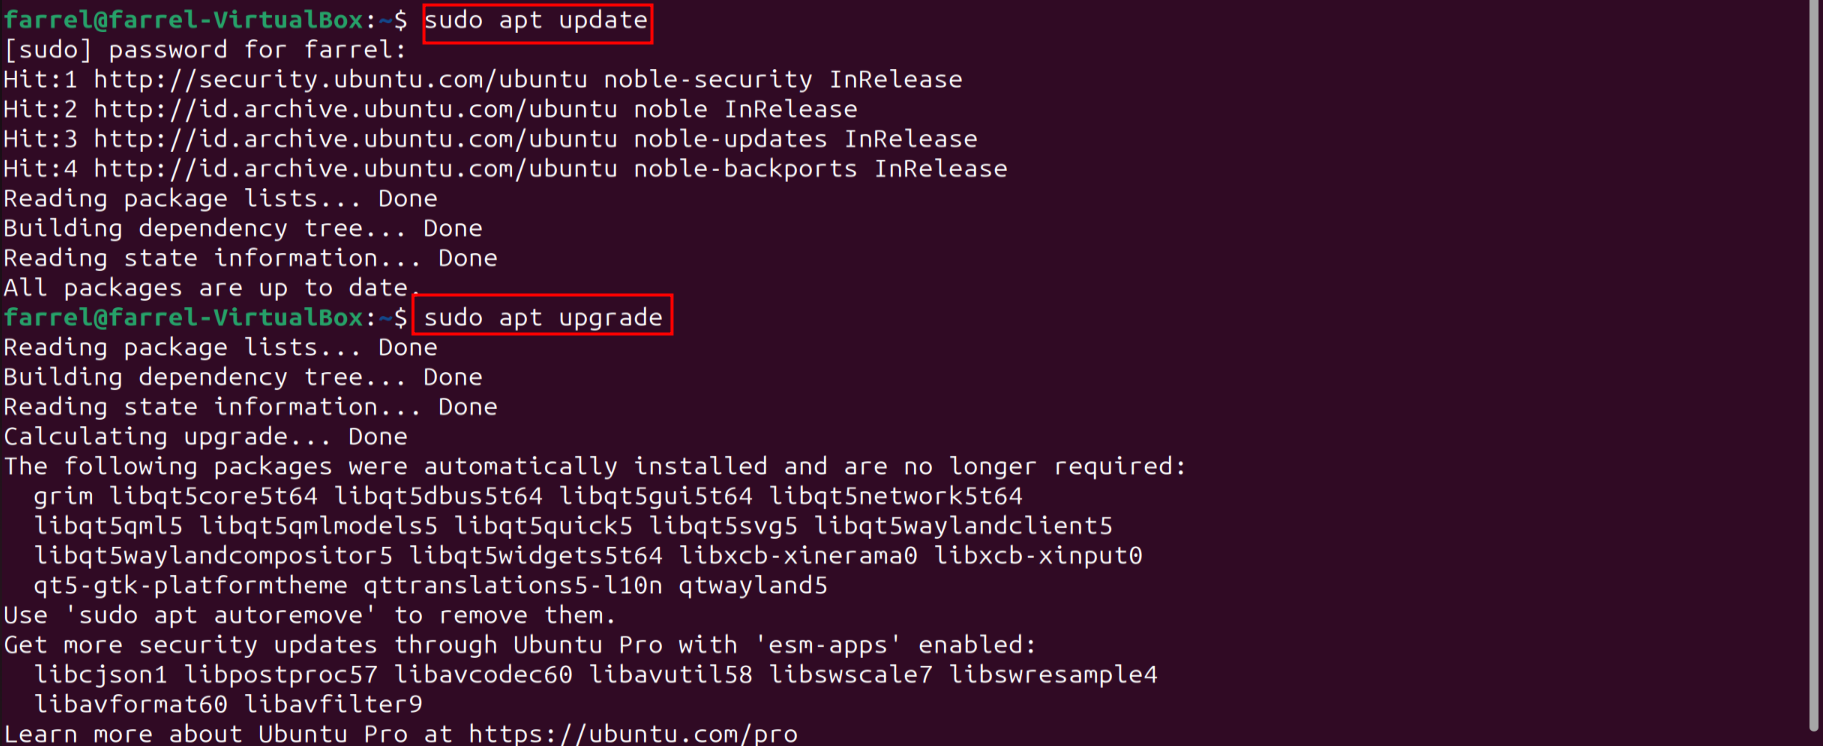 farrel@farrel-VirtualBox:~$ sudo apt update
[sudo] password for farrel:
Hit:1 http://security.ubuntu.com/ubuntu noble-security InRelease
Hit:2 http://id.archive.ubuntu.com/ubuntu noble InRelease
Hit:3 http://id.archive.ubuntu.com/ubuntu noble-updates InRelease
Hit:4 http://id.archive.ubuntu.com/ubuntu noble-backports InRelease
Reading package lists... Done
Building dependency tree... Done
Reading state information... Done
All packages are up to date.
farrel@farrel-VirtualBox:~$ sudo apt upgrade
Reading package lists... Done
Building dependency tree... Done
Reading state information... Done
Calculating upgrade... Done
The following packages were automatically installed and are no longer required:
  grim libqt5core5t64 libqt5dbus5t64 libqt5gui5t64 libqt5network5t64
  libqt5qml5 libqt5qmlmodels5 libqt5quick5 libqt5svg5 libqt5waylandclient5
  libqt5waylandcompositor5 libqt5widgets5t64 libxcb-xinerama0 libxcb-xinput0
  qt5-gtk-platformtheme qttranslations5-l10n qtwayland5
Use 'sudo apt autoremove' to remove them.
Get more security updates through Ubuntu Pro with 'esm-apps' enabled:
  libcjson1 libpostproc57 libavcodec60 libavutil58 libswscale7 libswresample4
  libavformat60 libavfilter9
Learn more about Ubuntu Pro at https://ubuntu.com/pro